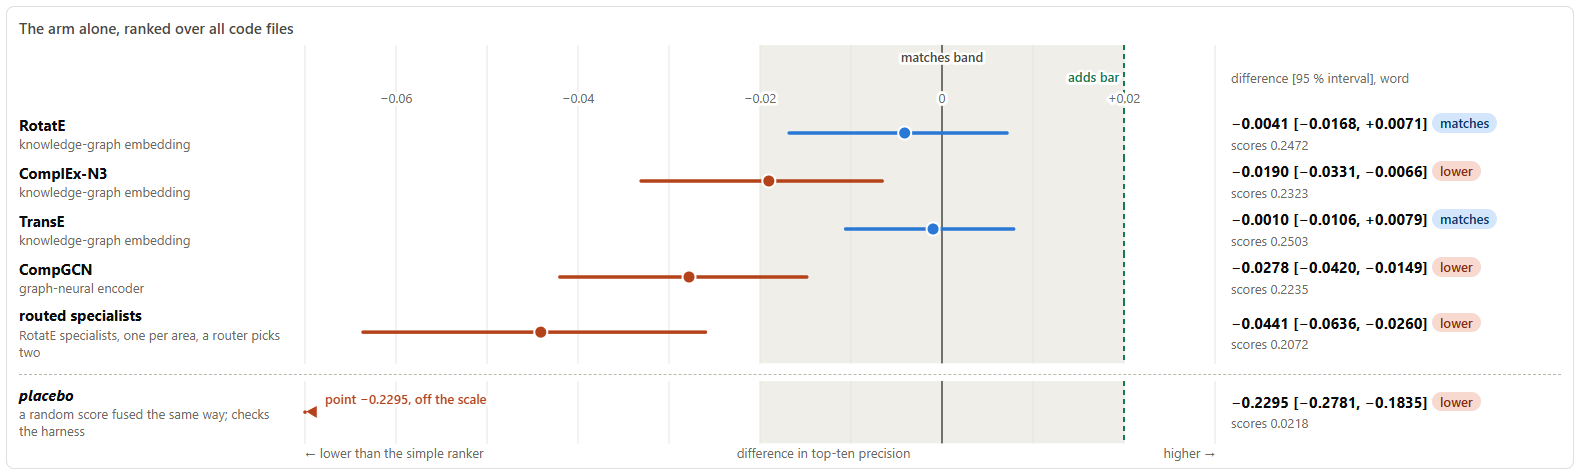 The arm alone, ranked over all code files
matches band
adds bar
difference [95 % interval], word
−0.06
−0.04
−0.02
0
+0.02
RotatE
knowledge-graph embedding
−0.0041 [−0.0168, +0.0071] matches
scores 0.2472
ComplEx-N3
knowledge-graph embedding
−0.0190 [−0.0331, −0.0066] lower
scores 0.2323
TransE
knowledge-graph embedding
−0.0010 [−0.0106, +0.0079] matches
scores 0.2503
CompGCN
graph-neural encoder
−0.0278 [−0.0420, −0.0149] lower
scores 0.2235
routed specialists
RotatE specialists, one per area, a router picks
two
−0.0441 [−0.0636, −0.0260] lower
scores 0.2072
placebo
a random score fused the same way; checks
the harness
point −0.2295, off the scale
−0.2295 [−0.2781, −0.1835] lower
scores 0.0218
← lower than the simple ranker
difference in top-ten precision
higher →